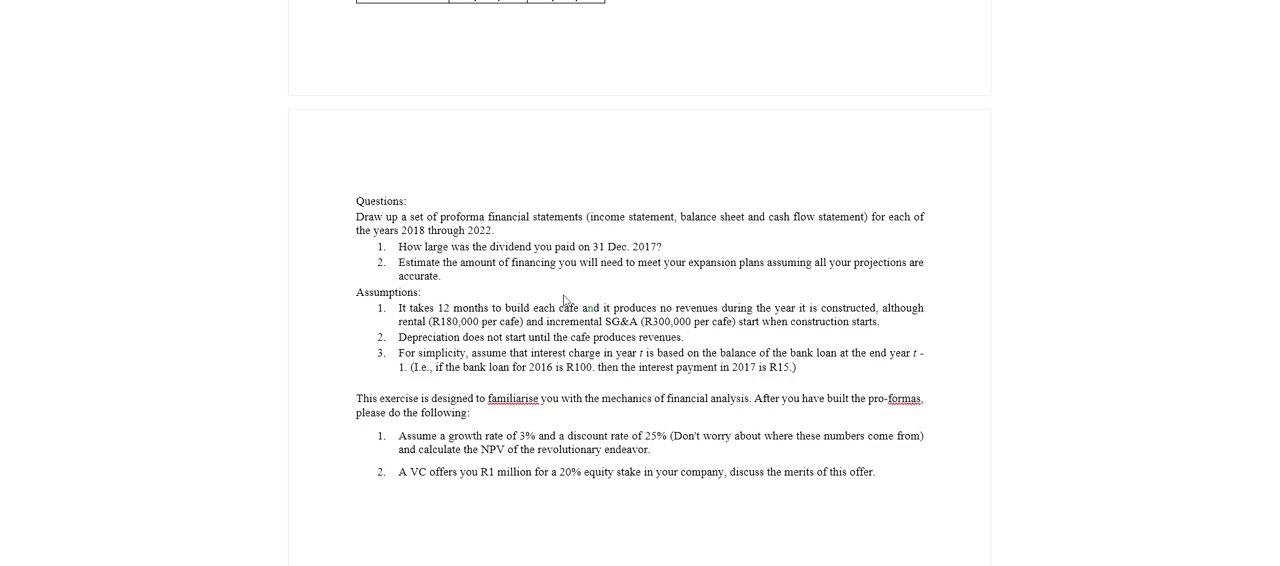 Questions:
Draw up a set of proforma financial statements (income statement, balance sheet and cash flow statement) for each of
the years 2018 through 2022.
1. How large was the dividend you paid on 31 Dec. 2017?
2. Estimate the amount of financing you will need to meet your expansion plans assuming all your projections are
accurate.
Assumptions:
1. It takes 12 months to build each cafe and it produces no revenues during the year it is constructed, although
rental (R180,000 per cafe) and incremental SG&A (R300,000 per cafe) start when construction starts.
2. Depreciation does not start until the cafe produces revenues.
3. For simplicity, assume that interest charge in year t is based on the balance of the bank loan at the end year t -
1. (I.e., if the bank loan for 2016 is R100. then the interest payment in 2017 is R15.)
This exercise is designed to familiarise you with the mechanics of financial analysis. After you have built the pro-formas,
please do the following:
1. Assume a growth rate of 3% and a discount rate of 25% (Don't worry about where these numbers come from)
and calculate the NPV of the revolutionary endeavor.
2. A VC offers you R1 million for a 20% equity stake in your company, discuss the merits of this offer.